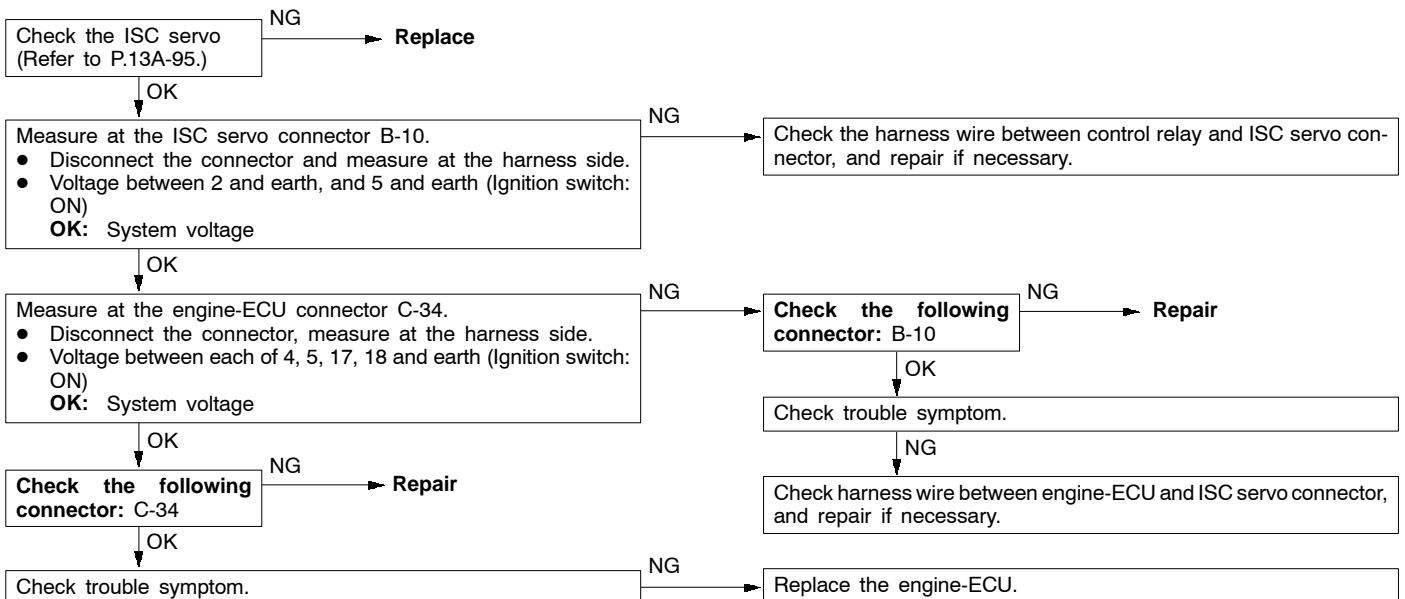 NG
Check the ISC servo
(Refer to P.13A-95.)
Replace
OK
Measure at the ISC servo connector B-10.
● Disconnect the connector and measure at the harness side.
● Voltage between 2 and earth, and 5 and earth (Ignition switch:
ON)
OK: System voltage
NG
Check the harness wire between control relay and ISC servo con-
nector, and repair if necessary.
OK
Measure at the engine-ECU connector C-34.
● Disconnect the connector, measure at the harness side.
● Voltage between each of 4, 5, 17, 18 and earth (Ignition switch:
ON)
OK: System voltage
NG
Check the following
connector: B-10
NG
Repair
OK
Check trouble symptom.
NG
Check harness wire between engine-ECU and ISC servo connector,
and repair if necessary.
OK
Check the following
connector: C-34
NG
Repair
OK
Check trouble symptom.
NG
Replace the engine-ECU.